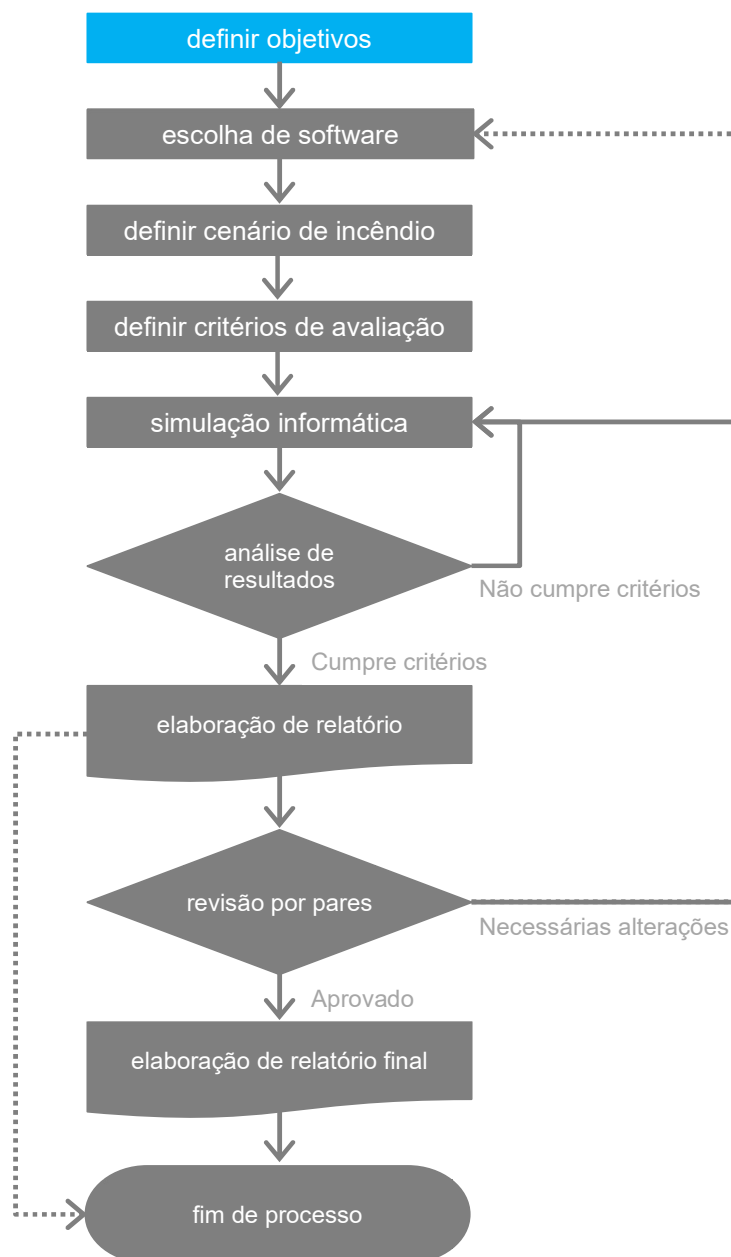 definir objetivos
escolha de software
definir cenário de incêndio
definir critérios de avaliação
simulação informática
análise de
resultados
Não cumpre critérios
Cumpre critérios
elaboração de relatório
revisão por pares
Necessárias alterações
Aprovado
elaboração de relatório final
fim de processo